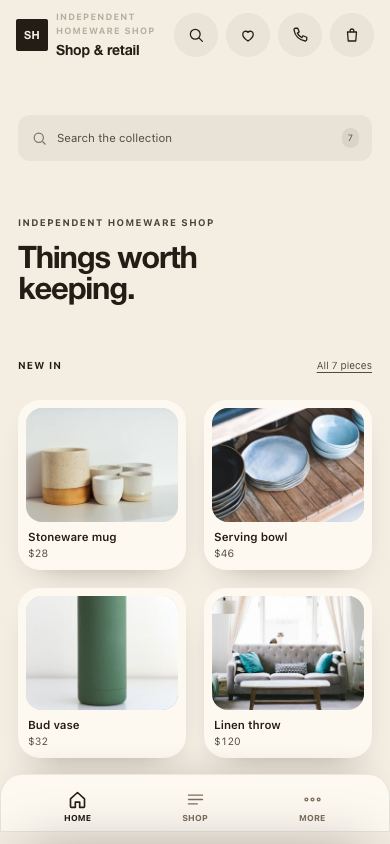 SH
INDEPENDENT
HOMEWARE SHOP
Shop & retail
Search the collection
7
INDEPENDENT HOMEWARE SHOP
Things worth
keeping.
NEW IN
All 7 pieces
Stoneware mug
$28
Serving bowl
$46
Bud vase
$32
Linen throw
$120
HOME
SHOP
MORE